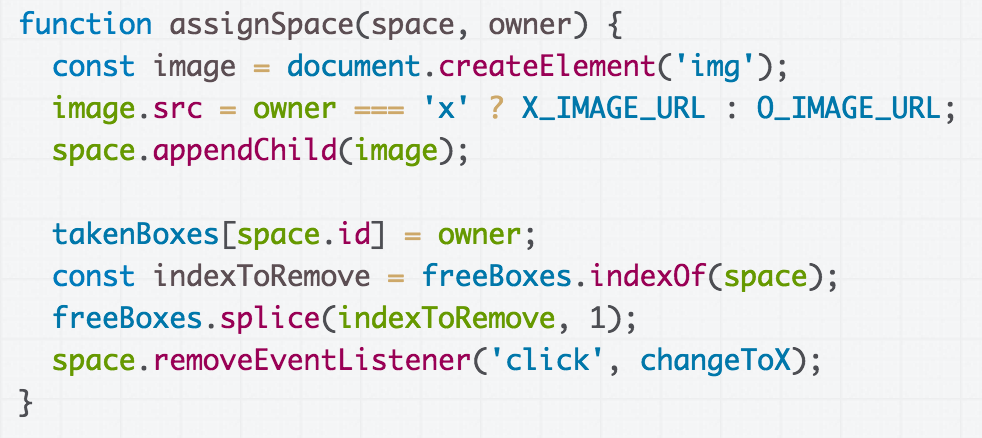 function assignSpace(space, owner) {
  const image = document.createElement('img');
  image.src = owner === 'x' ? X_IMAGE_URL : O_IMAGE_URL;
  space.appendChild(image);

  takenBoxes[space.id] = owner;
  const indexToRemove = freeBoxes.indexOf(space);
  freeBoxes.splice(indexToRemove, 1);
  space.removeEventListener('click', changeToX);
}